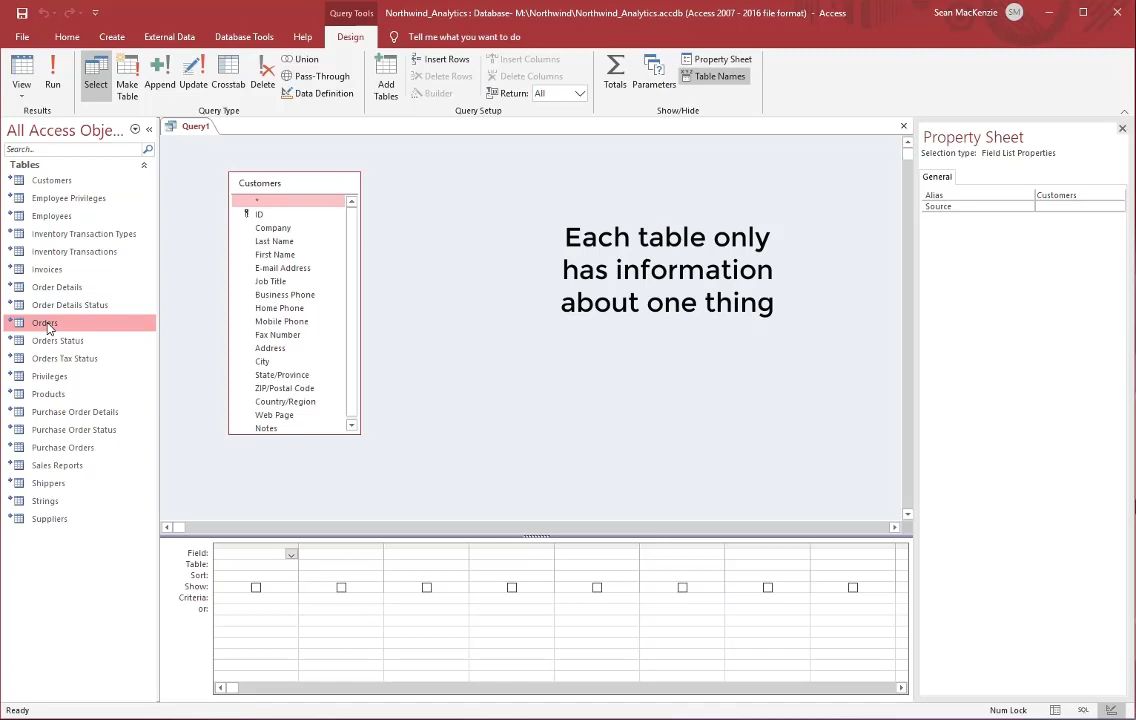 Query Tools
Northwind_Analytics : Database- M:\Northwind\Northwind_Analytics.accdb (Access 2007 - 2016 file format) - Access
Sean MacKenzie
SM
File
Home
Create
External Data
Database Tools
Help
Design
Tell me what you want to do
View
Run
Results
Select
Make Table
Append
Update
Crosstab
Delete
Union
Pass-Through
Data Definition
Query Type
Add Tables
Insert Rows
Delete Rows
Builder
Insert Columns
Delete Columns
Return: All
Query Setup
Totals
Parameters
Property Sheet
Table Names
Show/Hide
All Access Obje...
Search...
Tables
Customers
Employee Privileges
Employees
Inventory Transaction Types
Inventory Transactions
Invoices
Order Details
Order Details Status
Orders
Orders Status
Orders Tax Status
Privileges
Products
Purchase Order Details
Purchase Order Status
Purchase Orders
Sales Reports
Shippers
Strings
Suppliers
Query1
Customers
*
ID
Company
Last Name
First Name
E-mail Address
Job Title
Business Phone
Home Phone
Mobile Phone
Fax Number
Address
City
State/Province
ZIP/Postal Code
Country/Region
Web Page
Notes
Each table only
has information
about one thing
Field:
Table:
Sort:
Show:
Criteria:
or:
Property Sheet
Selection type: Field List Properties
General
Alias Customers
Source
Ready
Num Lock
SQL